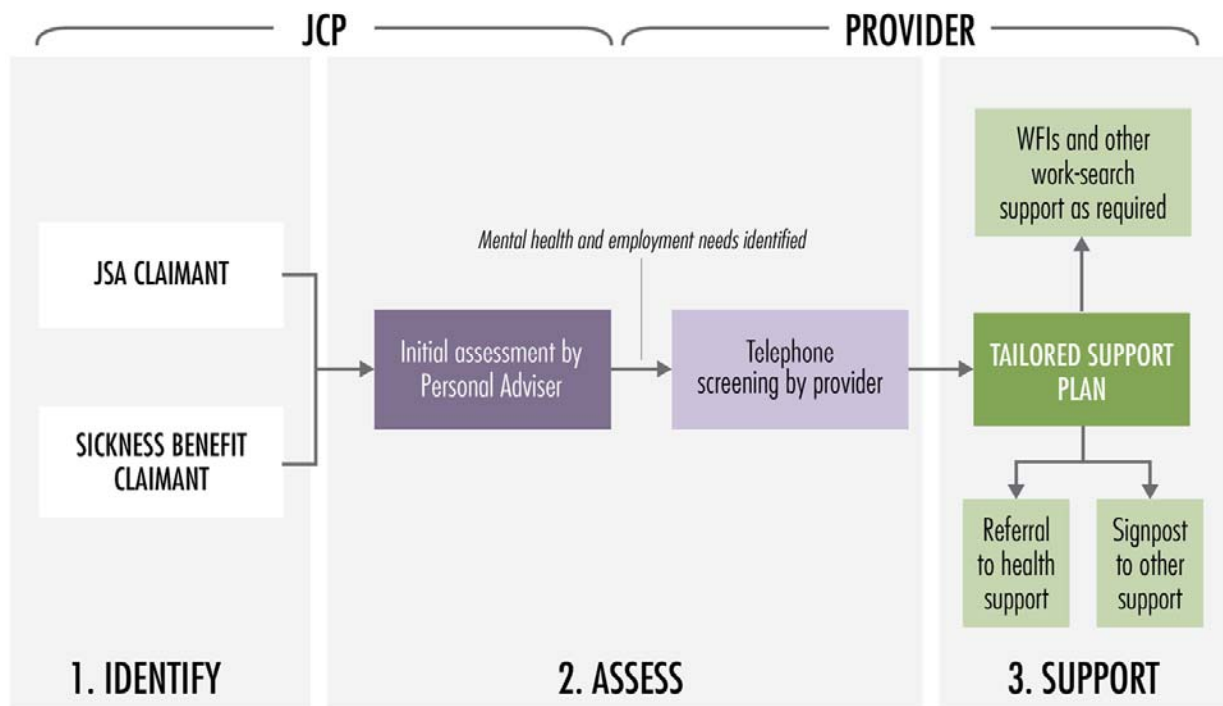 JCP
PROVIDER
JSA CLAIMANT
SICKNESS BENEFIT
CLAIMANT
Initial assessment by
Personal Adviser
Mental health and employment needs identified
Telephone
screening by provider
WFIs and other
work-search
support as required
TAILORED SUPPORT
PLAN
Referral
to health
support
Signpost
to other
support
1. IDENTIFY
2. ASSESS
3. SUPPORT